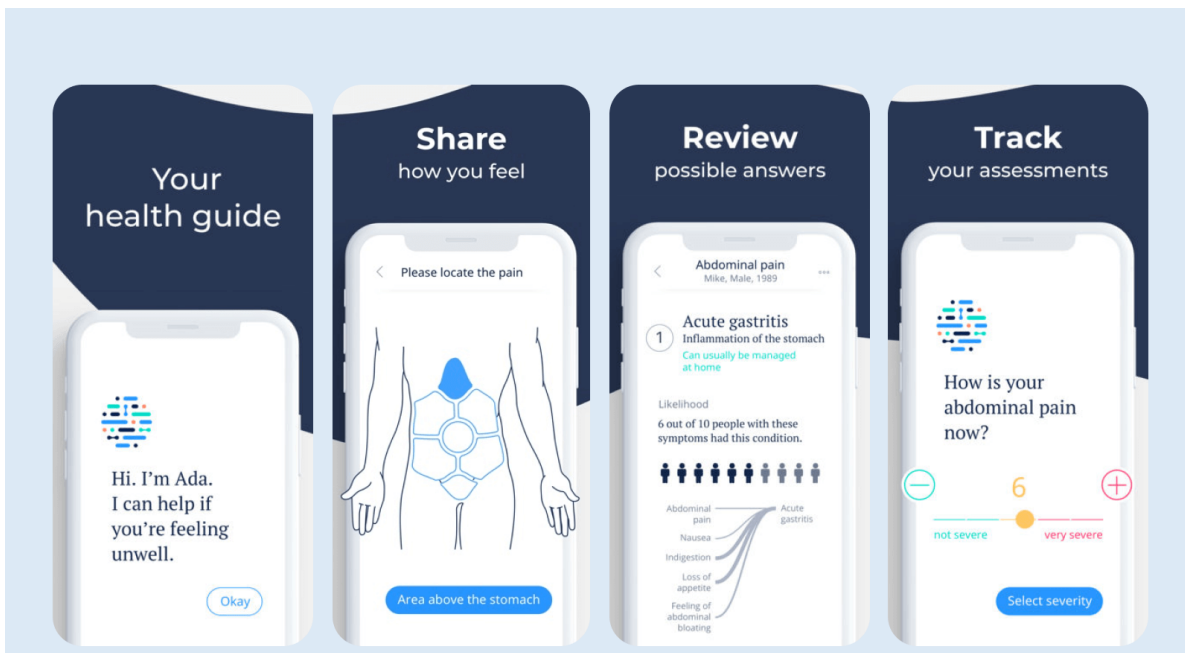 Your
health guide
Hi. I'm Ada.
I can help if
you're feeling
unwell.
Okay
Share
how you feel
Please locate the pain
Area above the stomach
Review
possible answers
Abdominal pain
Mike, Male, 1989
1
Acute gastritis
Inflammation of the stomach
Can usually be managed
at home
Likelihood
6 out of 10 people with these
symptoms had this condition.
Abdominal
pain
Nausea
Indigestion
Loss of
appetite
Feeling of
abdominal
bloating
Acute
gastritis
Track
your assessments
How is your
abdominal pain
now?
6
not severe
very severe
Select severity